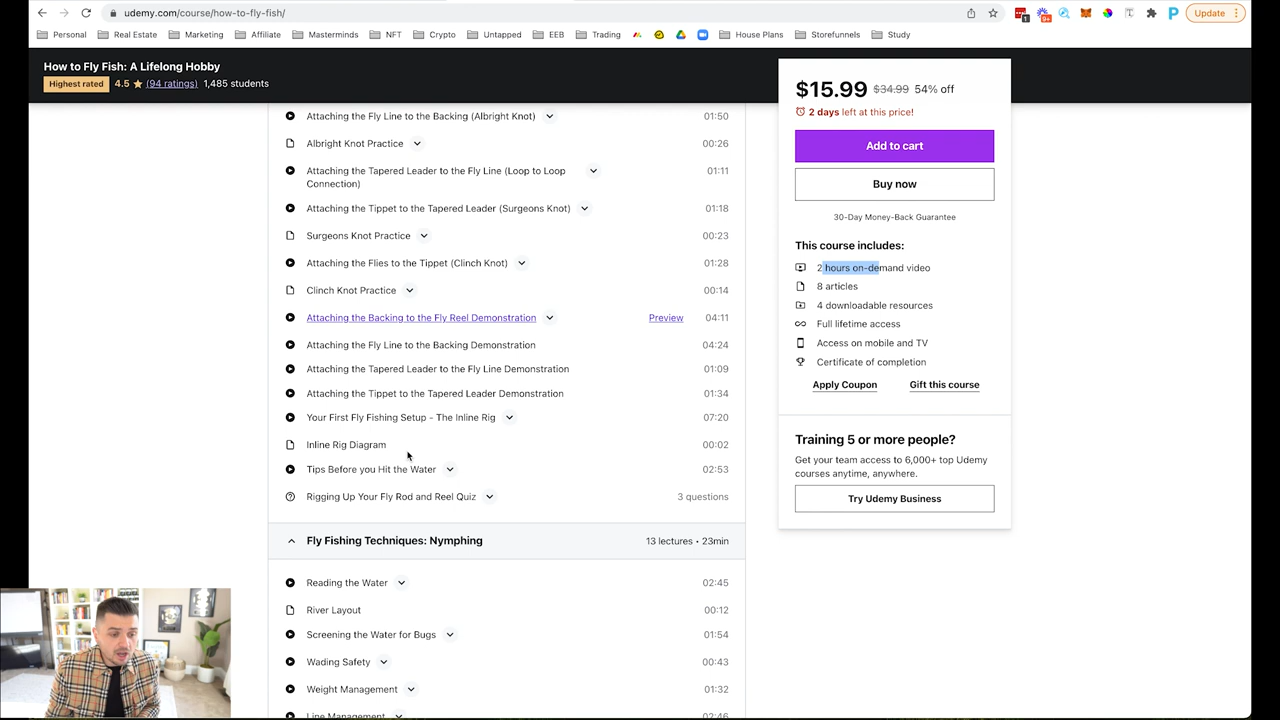 udemy.com/course/how-to-fly-fish/
Update
Personal Real Estate Marketing Affiliate Masterminds NFT Crypto Untapped EEB Trading House Plans Storefunnels Study
How to Fly Fish: A Lifelong Hobby
Highest rated 4.5 (94 ratings) 1,485 students
Attaching the Fly Line to the Backing (Albright Knot) 01:50
Albright Knot Practice 00:26
Attaching the Tapered Leader to the Fly Line (Loop to Loop
Connection) 01:11
Attaching the Tippet to the Tapered Leader (Surgeons Knot) 01:18
Surgeons Knot Practice 00:23
Attaching the Flies to the Tippet (Clinch Knot) 01:28
Clinch Knot Practice 00:14
Attaching the Backing to the Fly Reel Demonstration Preview 04:11
Attaching the Fly Line to the Backing Demonstration 04:24
Attaching the Tapered Leader to the Fly Line Demonstration 01:09
Attaching the Tippet to the Tapered Leader Demonstration 01:34
Your First Fly Fishing Setup - The Inline Rig 07:20
Inline Rig Diagram 00:02
Tips Before you Hit the Water 02:53
Rigging Up Your Fly Rod and Reel Quiz 3 questions
Fly Fishing Techniques: Nymphing 13 lectures • 23min
Reading the Water 02:45
River Layout 00:12
Screening the Water for Bugs 01:54
Wading Safety 00:43
Weight Management 01:32
Line Management 02:46
$15.99 $34.99 54% off
2 days left at this price!
Add to cart
Buy now
30-Day Money-Back Guarantee
This course includes:
2 hours on-demand video
8 articles
4 downloadable resources
Full lifetime access
Access on mobile and TV
Certificate of completion
Apply Coupon Gift this course
Training 5 or more people?
Get your team access to 6,000+ top Udemy
courses anytime, anywhere.
Try Udemy Business